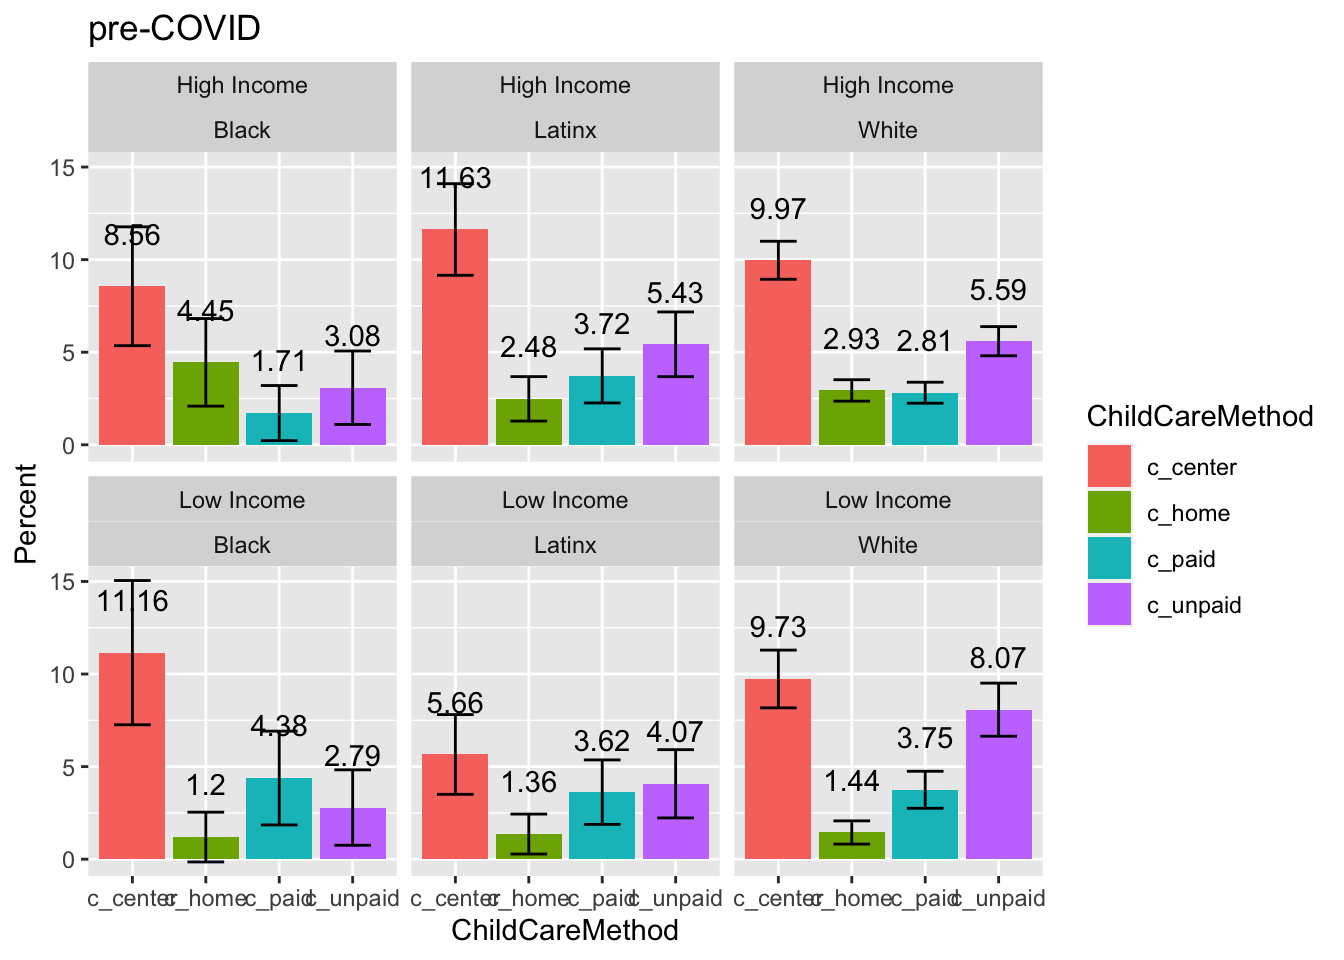 pre-COVID
High Income High Income High Income
Black Latinx White
15
10
5
0
8.56 4.45 1.71 3.08
11.63 2.48 3.72 5.43
9.97 2.93 2.81 5.59
Low Income Low Income Low Income
Black Latinx White
15
10
5
0
11.16 1.2 4.38 2.79
5.66 1.36 3.62 4.07
9.73 1.44 3.75 8.07
c_center c_home c_paid c_unpaid c_center c_home c_paid c_unpaid c_center c_home c_paid c_unpaid
ChildCareMethod
Percent
ChildCareMethod
c_center
c_home
c_paid
c_unpaid